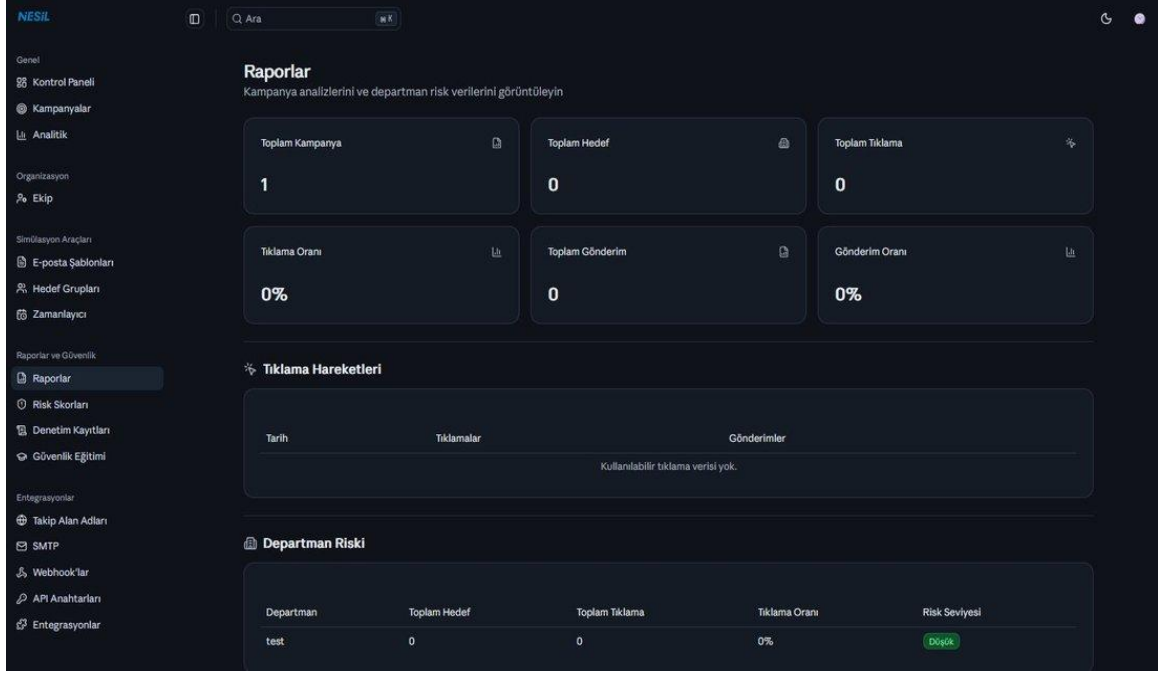 NESİL
Ara
⌘ K
Genel
Kontrol Paneli
Kampanyalar
Analitik
Organizasyon
Ekip
Simülasyon Araçları
E-posta Şablonları
Hedef Grupları
Zamanlayıcı
Raporlar ve Güvenlik
Raporlar
Risk Skorları
Denetim Kayıtları
Güvenlik Eğitimi
Entegrasyonlar
Takip Alan Adları
SMTP
Webhook'lar
API Anahtarları
Entegrasyonlar
Raporlar
Kampanya analizlerini ve departman risk verilerini görüntüleyin
Toplam Kampanya
1
Toplam Hedef
0
Toplam Tıklama
0
Tıklama Oranı
0%
Toplam Gönderim
0
Gönderim Oranı
0%
Tıklama Hareketleri
Tarih Tıklamalar Gönderimler
Kullanılabilir tıklama verisi yok.
Departman Riski
Departman Toplam Hedef Toplam Tıklama Tıklama Oranı Risk Seviyesi
test 0 0 0% Düşük